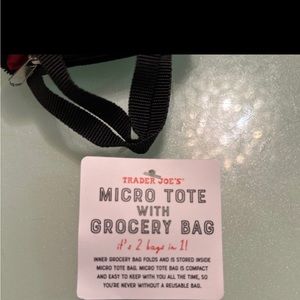 TRADER JOE'S
MICRO TOTE
WITH
GROCERY BAG
it's 2 bags in 1!
INNER GROCERY BAG FOLDS AND IS STORED INSIDE
MICRO TOTE BAG. MICRO TOTE BAG IS COMPACT
AND EASY TO KEEP WITH YOU ALL THE TIME, SO
YOU'RE NEVER WITHOUT A REUSABLE BAG.